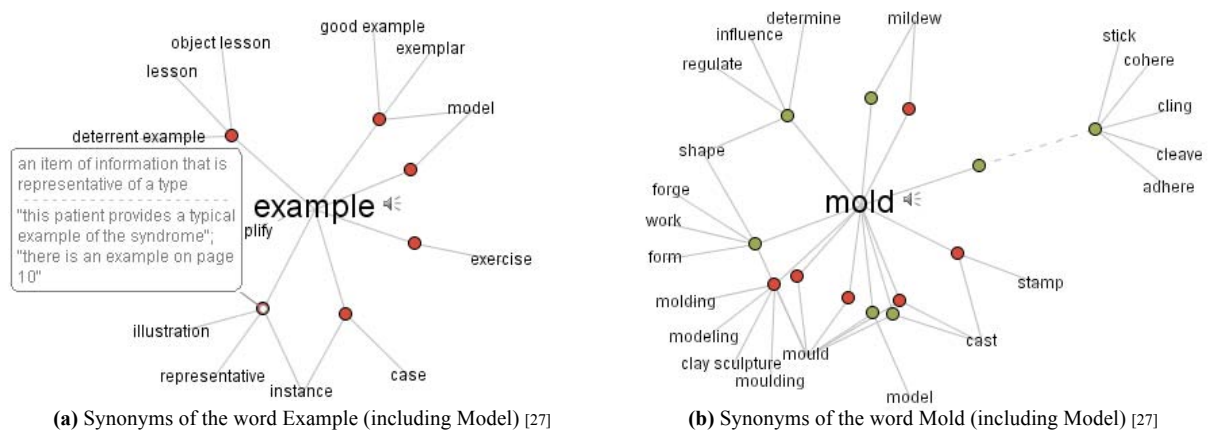 good example
object lesson
exemplar
lesson
model
deterrent example
an item of information that is
representative of a type
"this patient provides a typical
example of the syndrome";
"there is an example on page
10"
example
plify
exercise
illustration
representative
case
instance
(a) Synonyms of the word Example (including Model) [27]
determine
mildew
influence
stick
regulate
cohere
cling
shape
cleave
adhere
forge
mold
work
form
stamp
molding
modeling
cast
clay sculpture
mould
moulding
model
(b) Synonyms of the word Mold (including Model) [27]